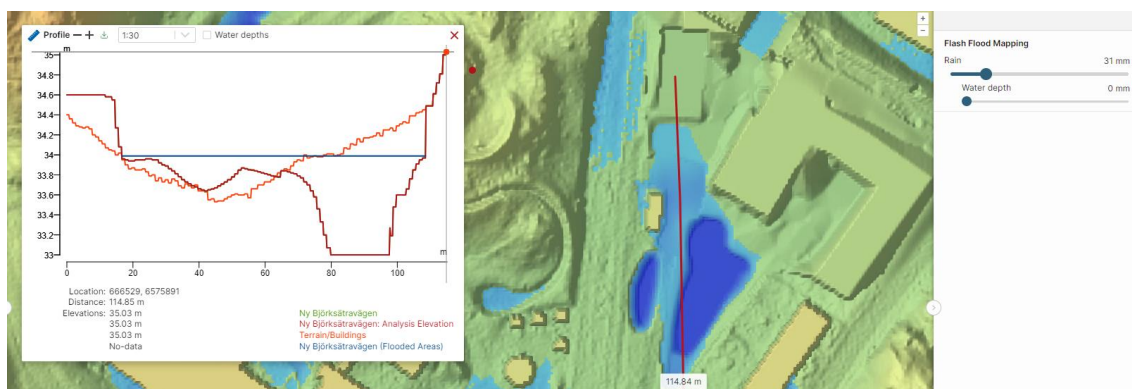 Profile 1:30 Water depths
m
35
34.8
34.6
34.4
34.2
34
33.8
33.6
33.4
33.2
33
m
0 20 40 60 80 100
Location: 666529, 6575891
Distance: 114.85 m
Elevations: 35.03 m Ny Björksätravägen
35.03 m Ny Björksätravägen: Analysis Elevation
35.03 m Terrain/Buildings
No-data Ny Björksätravägen (Flooded Areas)
114.84 m
Flash Flood Mapping
Rain 31 mm
Water depth 0 mm